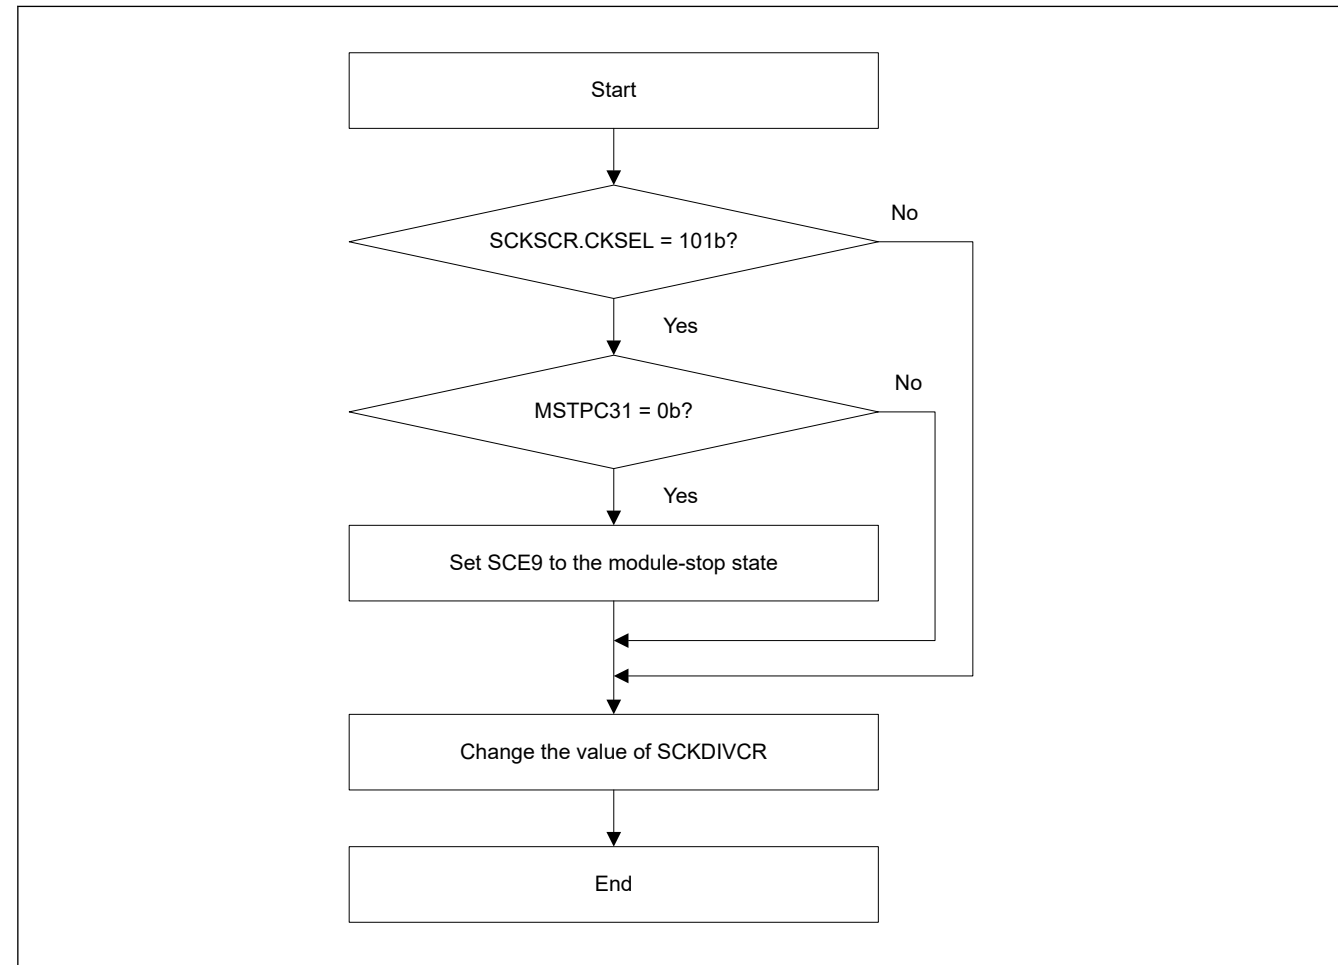 Start
SCKSCR.CKSEL = 101b?
No
Yes
MSTPC31 = 0b?
No
Yes
Set SCE9 to the module-stop state
Change the value of SCKDIVCR
End